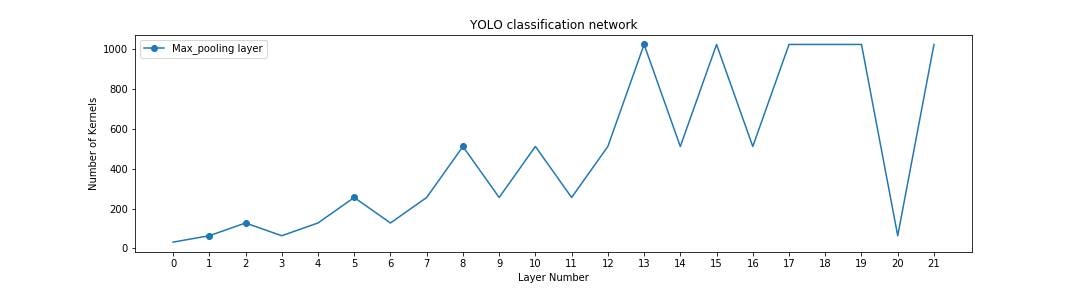 YOLO classification network
Max_pooling layer
Number of Kernels
1000
800
600
400
200
0
0 1 2 3 4 5 6 7 8 9 10 11 12 13 14 15 16 17 18 19 20 21
Layer Number